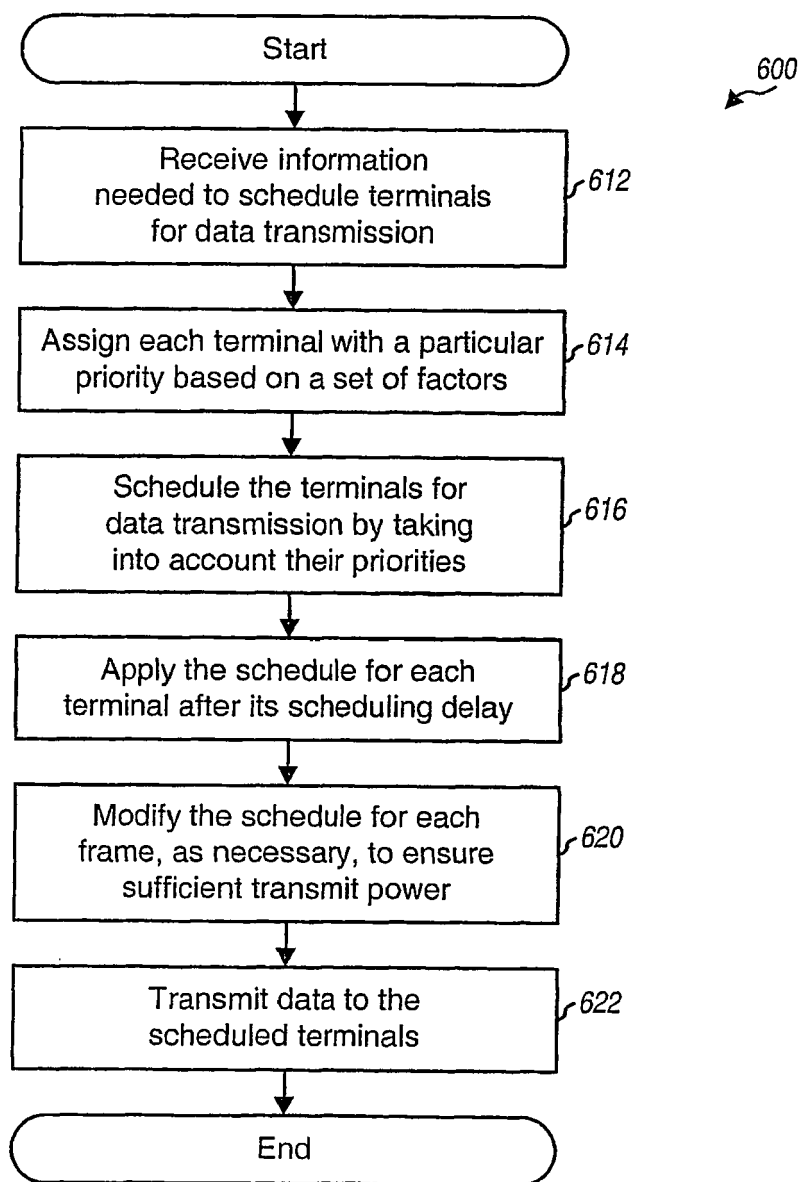 Start
600
Receive information
needed to schedule terminals
for data transmission
612
Assign each terminal with a particular
priority based on a set of factors
614
Schedule the terminals for
data transmission by taking
into account their priorities
616
Apply the schedule for each
terminal after its scheduling delay
618
Modify the schedule for each
frame, as necessary, to ensure
sufficient transmit power
620
Transmit data to the
scheduled terminals
622
End